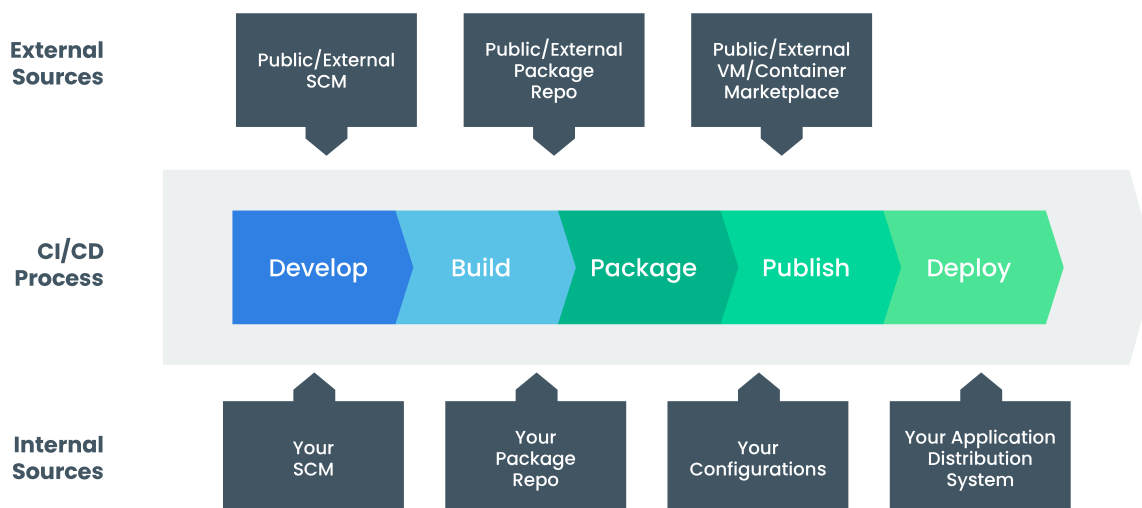 External
Sources
Public/External
SCM
Public/External
Package
Repo
Public/External
VM/Container
Marketplace
CI/CD
Process
Develop
Build
Package
Publish
Deploy
Internal
Sources
Your
SCM
Your
Package
Repo
Your
Configurations
Your Application
Distribution
System